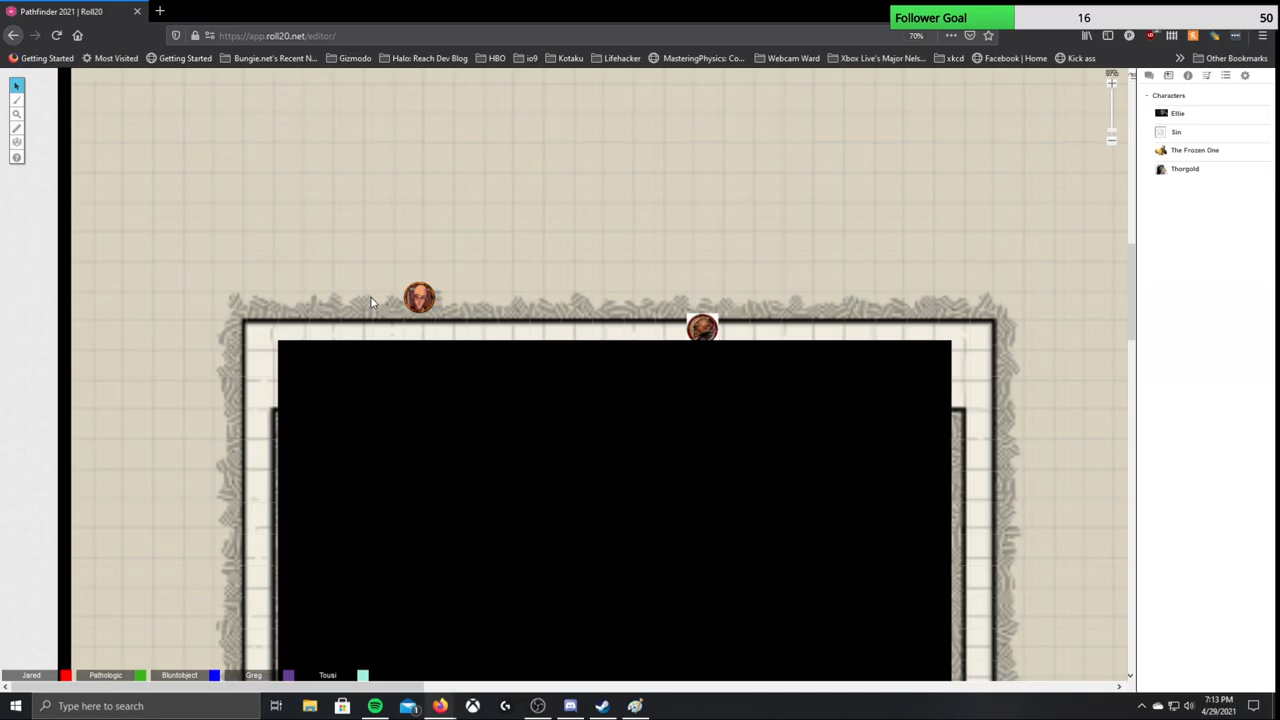 Pathfinder 2021 | Roll20
Follower Goal 16 50
https://app.roll20.net/editor/
70%
Getting Started
Most Visited
Bungie.net's Recent N...
Gizmodo
Halo: Reach Dev Blog
HBO
io9
Kotaku
Lifehacker
MasteringPhysics: Co...
Webcam Ward
Xbox Live's Major Nels...
xkcd
Facebook | Home
Kick ass
Other Bookmarks
Characters
Ellie
Sin
The Frozen One
Thorgold
Jared
Pathologic
Bluntobject
Greg
Tousi
Type here to search
7:13 PM
4/29/2021